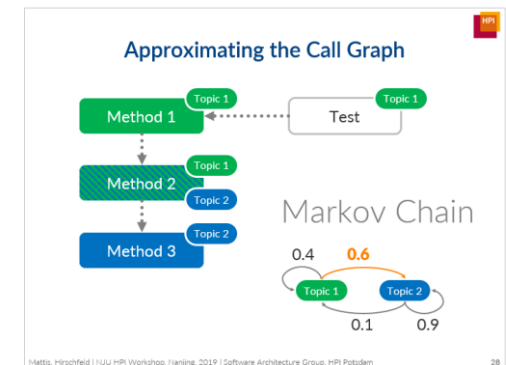 HPI
Approximating the Call Graph
Topic 1
Topic 1
Method 1
Test
Topic 1
Method 2
Topic 2
Topic 2
Method 3
Markov Chain
0.4
0.6
Topic 1
Topic 2
0.1
0.9
Mattis, Hirschfeld | NJU HPI Workshop, Nanjing, 2019 | Software Architecture Group, HPI Potsdam
28